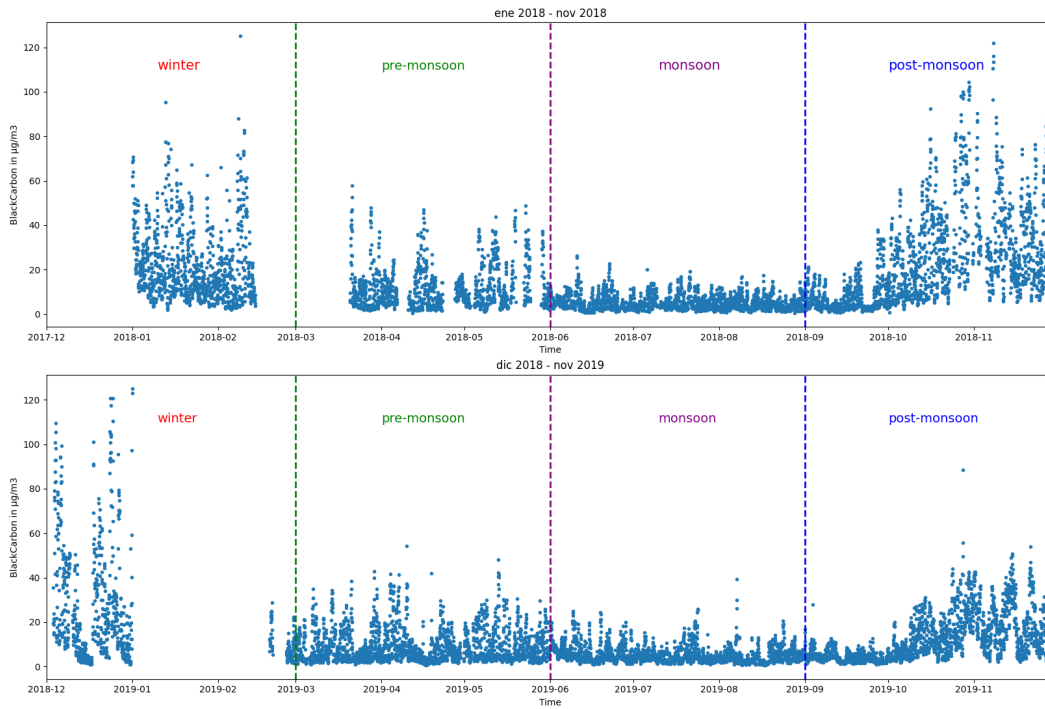 ene 2018 - nov 2018
120
100
80
60
40
20
0
BlackCarbon in µg/m3
winter
pre-monsoon
monsoon
post-monsoon
2017-12 2018-01 2018-02 2018-03 2018-04 2018-05 2018-06 2018-07 2018-08 2018-09 2018-10 2018-11
Time
dic 2018 - nov 2019
120
100
80
60
40
20
0
BlackCarbon in µg/m3
winter
pre-monsoon
monsoon
post-monsoon
2018-12 2019-01 2019-02 2019-03 2019-04 2019-05 2019-06 2019-07 2019-08 2019-09 2019-10 2019-11
Time